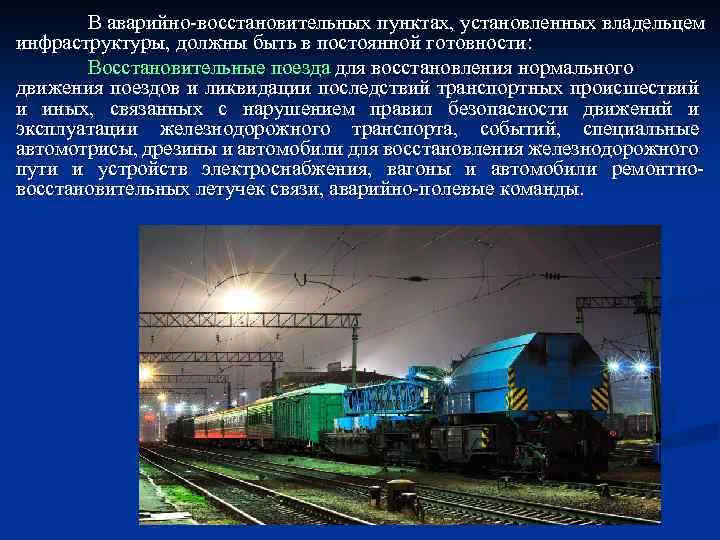 В аварийно-восстановительных пунктах, установленных владельцем
инфраструктуры, должны быть в постоянной готовности:
Восстановительные поезда для восстановления нормального
движения поездов и ликвидации последствий транспортных происшествий
и иных, связанных с нарушением правил безопасности движений и
эксплуатации железнодорожного транспорта, событий, специальные
автомотрисы, дрезины и автомобили для восстановления железнодорожного
пути и устройств электроснабжения, вагоны и автомобили ремонтно-
восстановительных летучек связи, аварийно-полевые команды.